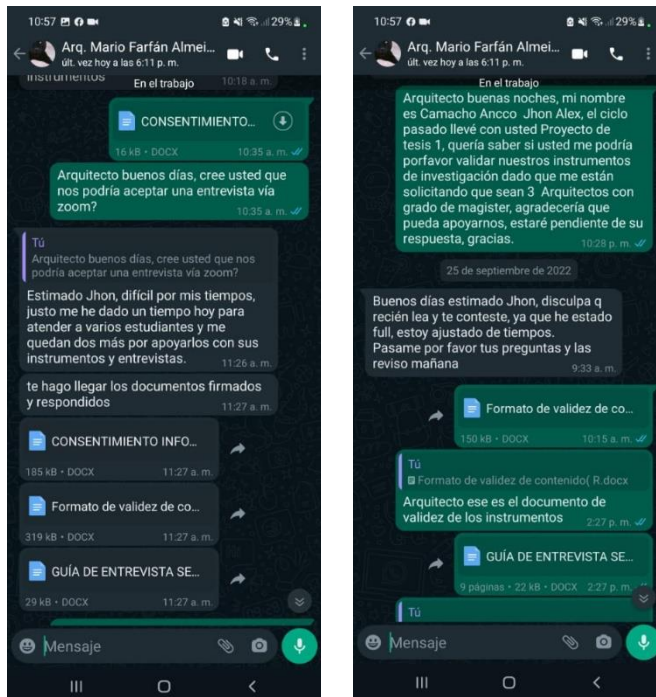 10:57 29%
Arq. Mario Farfán Almei...
últ. vez hoy a las 6:11 p. m.
instrumentos 10:18 a. m.
En el trabajo
CONSENTIMIENTO...
16 kB • DOCX 10:35 a. m.
Arquitecto buenos días, cree usted que
nos podría aceptar una entrevista vía
zoom?
10:35 a. m.
Tú
Arquitecto buenos días, cree usted que nos
podría aceptar una entrevista vía zoom?
Estimado Jhon, difícil por mis tiempos,
justo me he dado un tiempo hoy para
atender a varios estudiantes y me
quedan dos más por apoyarlos con sus
instrumentos y entrevistas.
11:26 a. m.
te hago llegar los documentos firmados
y respondidos
11:27 a. m.
CONSENTIMIENTO INFO...
185 kB • DOCX 11:27 a. m.
Formato de validez de co...
319 kB • DOCX 11:27 a. m.
GUÍA DE ENTREVISTA SE...
29 kB • DOCX 11:27 a. m.
Mensaje
10:57 29%
Arq. Mario Farfán Almei...
últ. vez hoy a las 6:11 p. m.
En el trabajo
Arquitecto buenas noches, mi nombre
es Camacho Ancco Jhon Alex, el ciclo
pasado llevé con usted Proyecto de
tesis 1, quería saber si usted me podría
porfavor validar nuestros instrumentos
de investigación dado que me están
solicitando que sean 3 Arquitectos con
grado de magister, agradecería que
pueda apoyarnos, estaré pendiente de su
respuesta, gracias.
10:28 p. m.
25 de septiembre de 2022
Buenos días estimado Jhon, disculpa q
recién lea y te conteste, ya que he estado
full, estoy ajustado de tiempos.
Pasame por favor tus preguntas y las
reviso mañana
9:33 a. m.
Formato de validez de co...
150 kB • DOCX 10:15 a. m.
Tú
Formato de validez de contenido( R.docx
Arquitecto ese es el documento de
validez de los instrumentos
2:27 p. m.
GUÍA DE ENTREVISTA SE...
9 páginas • 22 kB • DOCX 2:27 p. m.
Tú
Mensaje